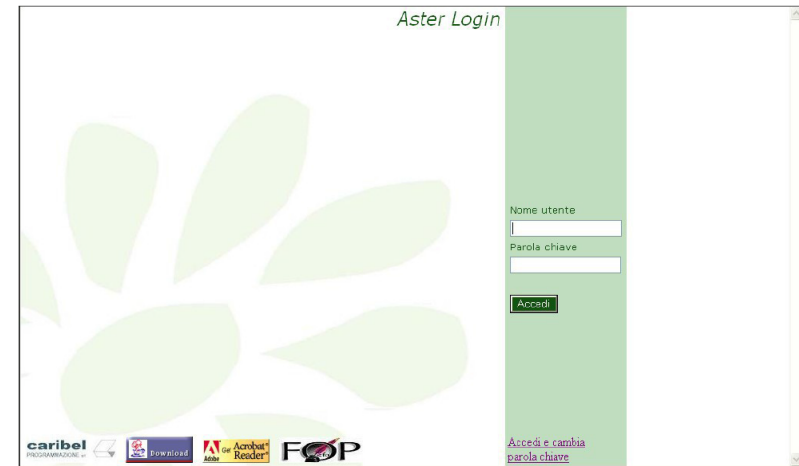 Aster Login
Nome utente
Parola chiave
Accedi
Accedi e cambia
parola chiave
caribel
PROGRAMMAZIONE
Download
Adobe
Get Acrobat®
Reader®
FOP